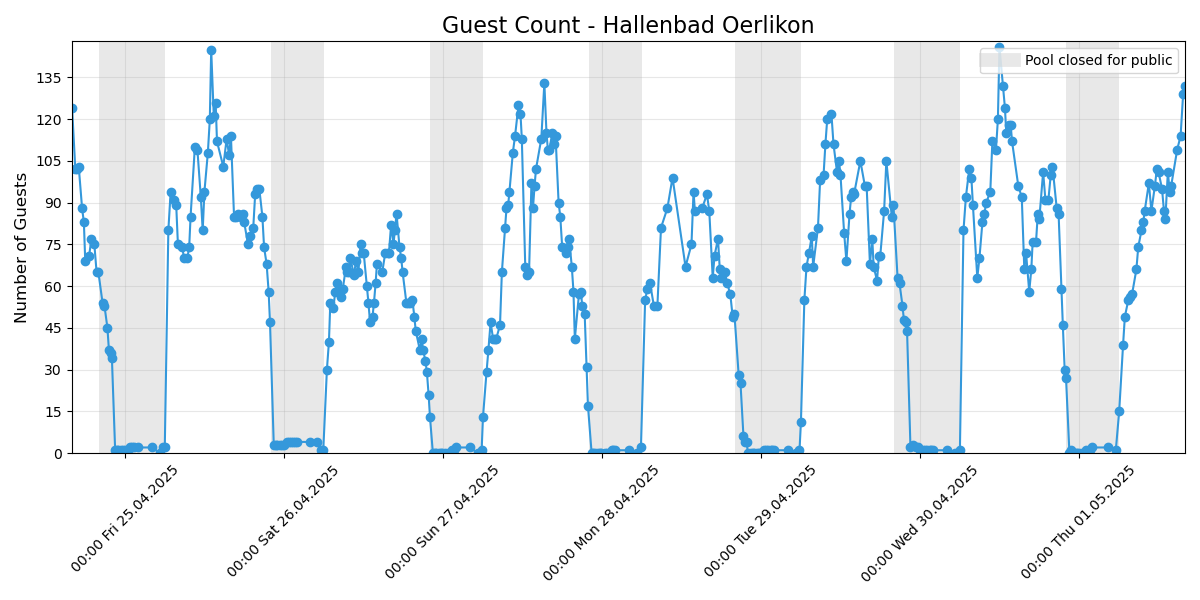 Guest Count - Hallenbad Oerlikon
Pool closed for public
Number of Guests
135
120
105
90
75
60
45
30
15
0
00:00 Fri 25.04.2025
00:00 Sat 26.04.2025
00:00 Sun 27.04.2025
00:00 Mon 28.04.2025
00:00 Tue 29.04.2025
00:00 Wed 30.04.2025
00:00 Thu 01.05.2025